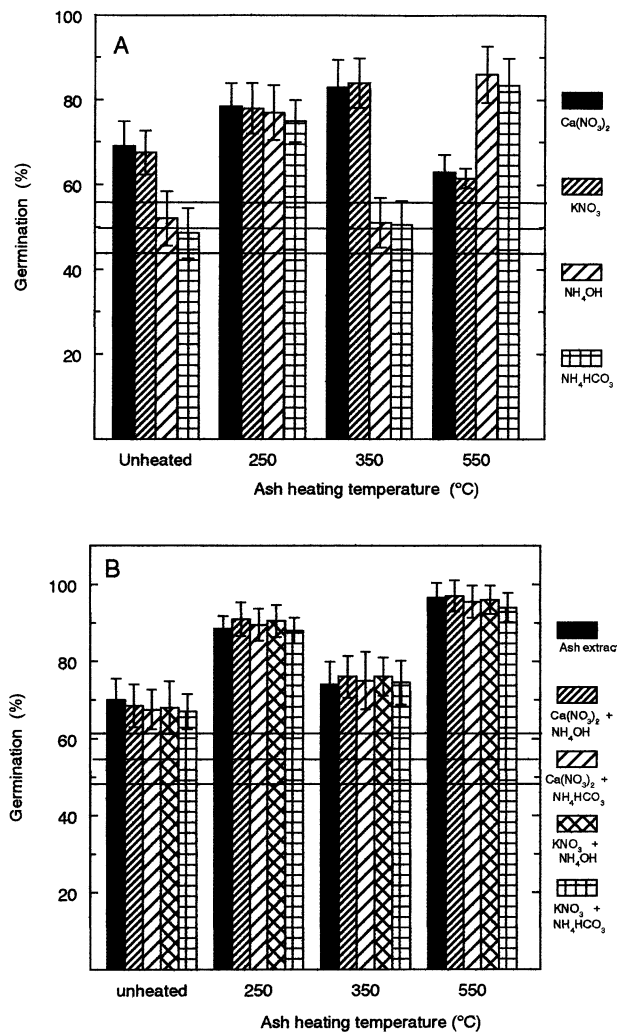 A
100
80
60
40
20
Germination (%)
Unheated 250 350 550
Ash heating temperature (°C)
Ca(NO₃)₂
KNO₃
NH₄OH
NH₄HCO₃
B
100
80
60
40
20
Germination (%)
unheated 250 350 550
Ash heating temperature (°C)
Ash extract
Ca(NO₃)₂ +
NH₄OH
Ca(NO₃)₂ +
NH₄HCO₃
KNO₃ +
NH₄OH
KNO₃ +
NH₄HCO₃